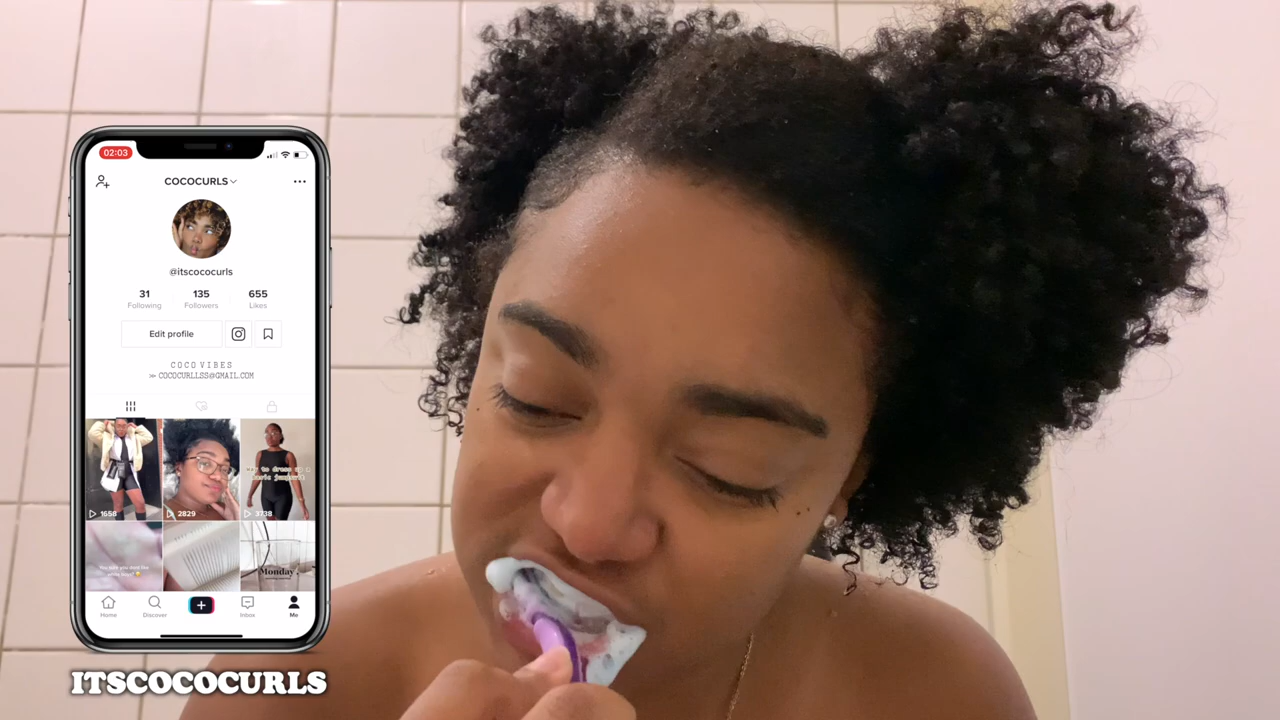 02:03
COCOCURLS
@itscococurls
31 135 655
Following Followers Likes
Edit profile
COCO VIBES
>> COCOCURLLSS@GMAIL.COM
1658 2829 3738
Monday
Home Discover Inbox Me
ITSCOCOCURLS